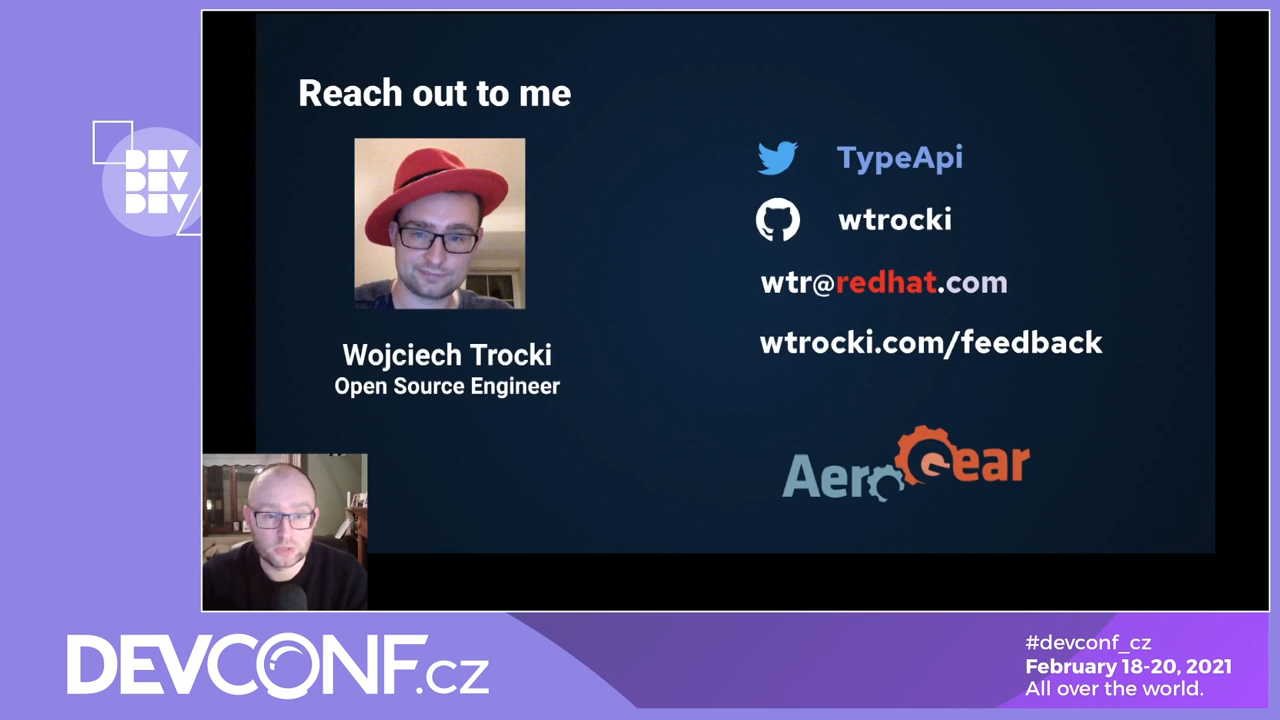 Reach out to me
TypeApi
wtrocki
wtr@redhat.com
wtrocki.com/feedback
Wojciech Trocki
Open Source Engineer
AeroGear
DEV
DEV
DEV
DEVCONF.cz
#devconf_cz
February 18-20, 2021
All over the world.